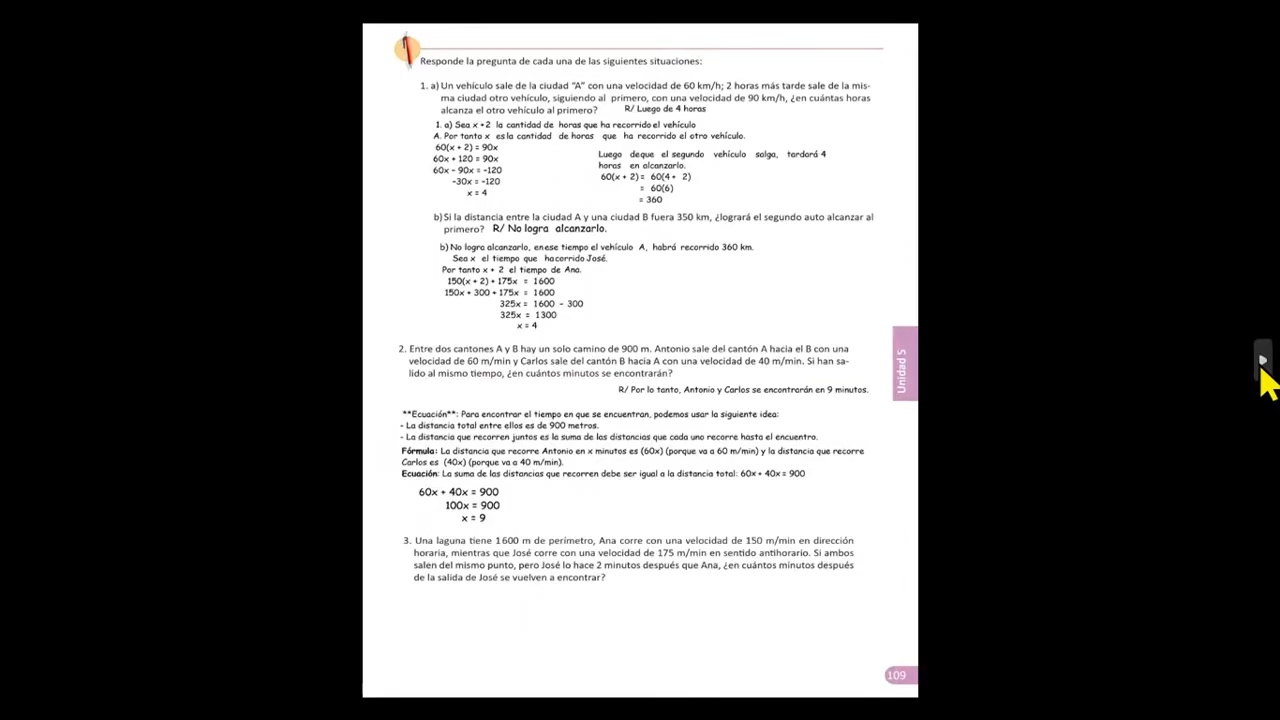 Responde la pregunta de cada una de las siguientes situaciones:
1. a) Un vehículo sale de la ciudad "A" con una velocidad de 60 km/h; 2 horas más tarde sale de la mis-
ma ciudad otro vehículo, siguiendo al primero, con una velocidad de 90 km/h, ¿en cuántas horas
alcanza el otro vehículo al primero? R/ Luego de 4 horas
1. a) Sea x +2 la cantidad de horas que ha recorrido el vehículo
A. Por tanto x es la cantidad de horas que ha recorrido el otro vehículo.
60(x + 2) = 90x
60x + 120 = 90x
60x - 90x = -120
-30x = -120
x = 4
Luego deque el segundo vehículo salga, tardará 4
horas en alcanzarlo.
60(x + 2) = 60(4 + 2)
= 60(6)
= 360
b) Si la distancia entre la ciudad A y una ciudad B fuera 350 km, ¿logrará el segundo auto alcanzar al
primero? R/ No logra alcanzarlo.
b) No logra alcanzarlo, enese tiempo el vehículo A, habrá recorrido 360 km.
Sea x el tiempo que hacorrido José.
Por tanto x + 2 el tiempo de Ana.
150(x + 2) + 175x = 1600
150x + 300 + 175x = 1600
325x = 1600 - 300
325x = 1300
x = 4
2. Entre dos cantones A y B hay un solo camino de 900 m. Antonio sale del cantón A hacia el B con una
velocidad de 60 m/min y Carlos sale del cantón B hacia A con una velocidad de 40 m/min. Si han sa-
lido al mismo tiempo, ¿en cuántos minutos se encontrarán?
R/ Por lo tanto, Antonio y Carlos se encontrarán en 9 minutos.
**Ecuación**: Para encontrar el tiempo en que se encuentran, podemos usar la siguiente idea:
- La distancia total entre ellos es de 900 metros.
- La distancia que recorren juntos es la suma de las distancias que cada uno recorre hasta el encuentro.
Fórmula: La distancia que recorre Antonio en x minutos es (60x) (porque va a 60 m/min) y la distancia que recorre
Carlos es (40x) (porque va a 40 m/min).
Ecuación: La suma de las distancias que recorren debe ser igual a la distancia total: 60x + 40x = 900
60x + 40x = 900
100x = 900
x = 9
3. Una laguna tiene 1600 m de perímetro, Ana corre con una velocidad de 150 m/min en dirección
horaria, mientras que José corre con una velocidad de 175 m/min en sentido antihorario. Si ambos
salen del mismo punto, pero José lo hace 2 minutos después que Ana, ¿en cuántos minutos después
de la salida de José se vuelven a encontrar?
Unidad 5
109